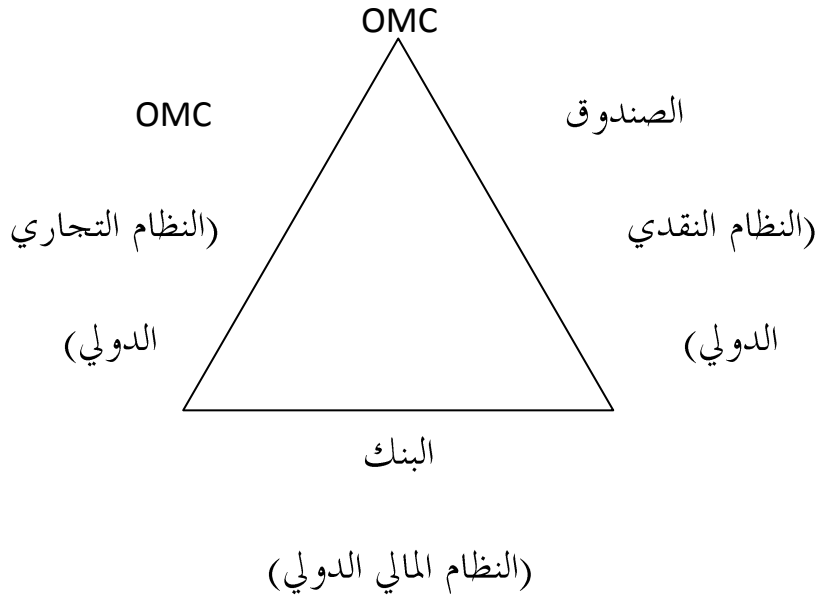 OMC
الصندوق
OMC
(النظام النقدي
(النظام التجاري
الدولي)
الدولي)
البنك
(النظام المالي الدولي)